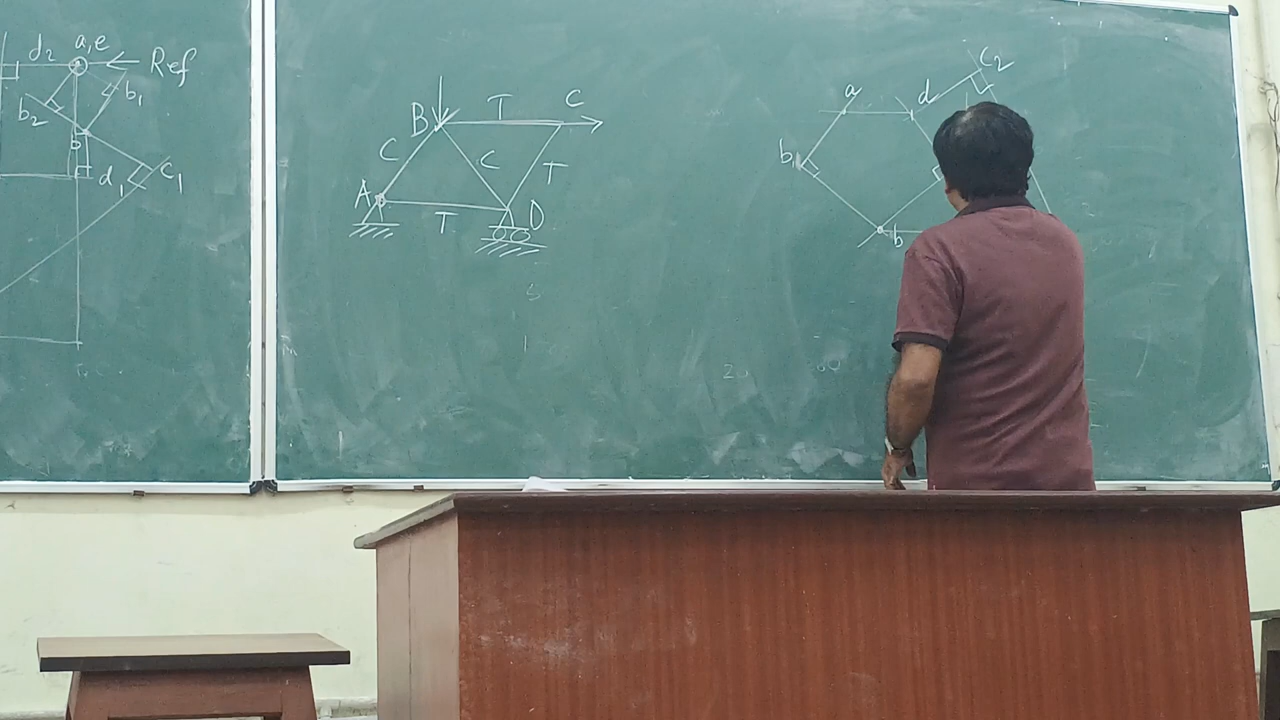 d2 a,e Ref
b1
b2
b
d1 c1
B T C
C C T
A T D
a d c2
b1
b